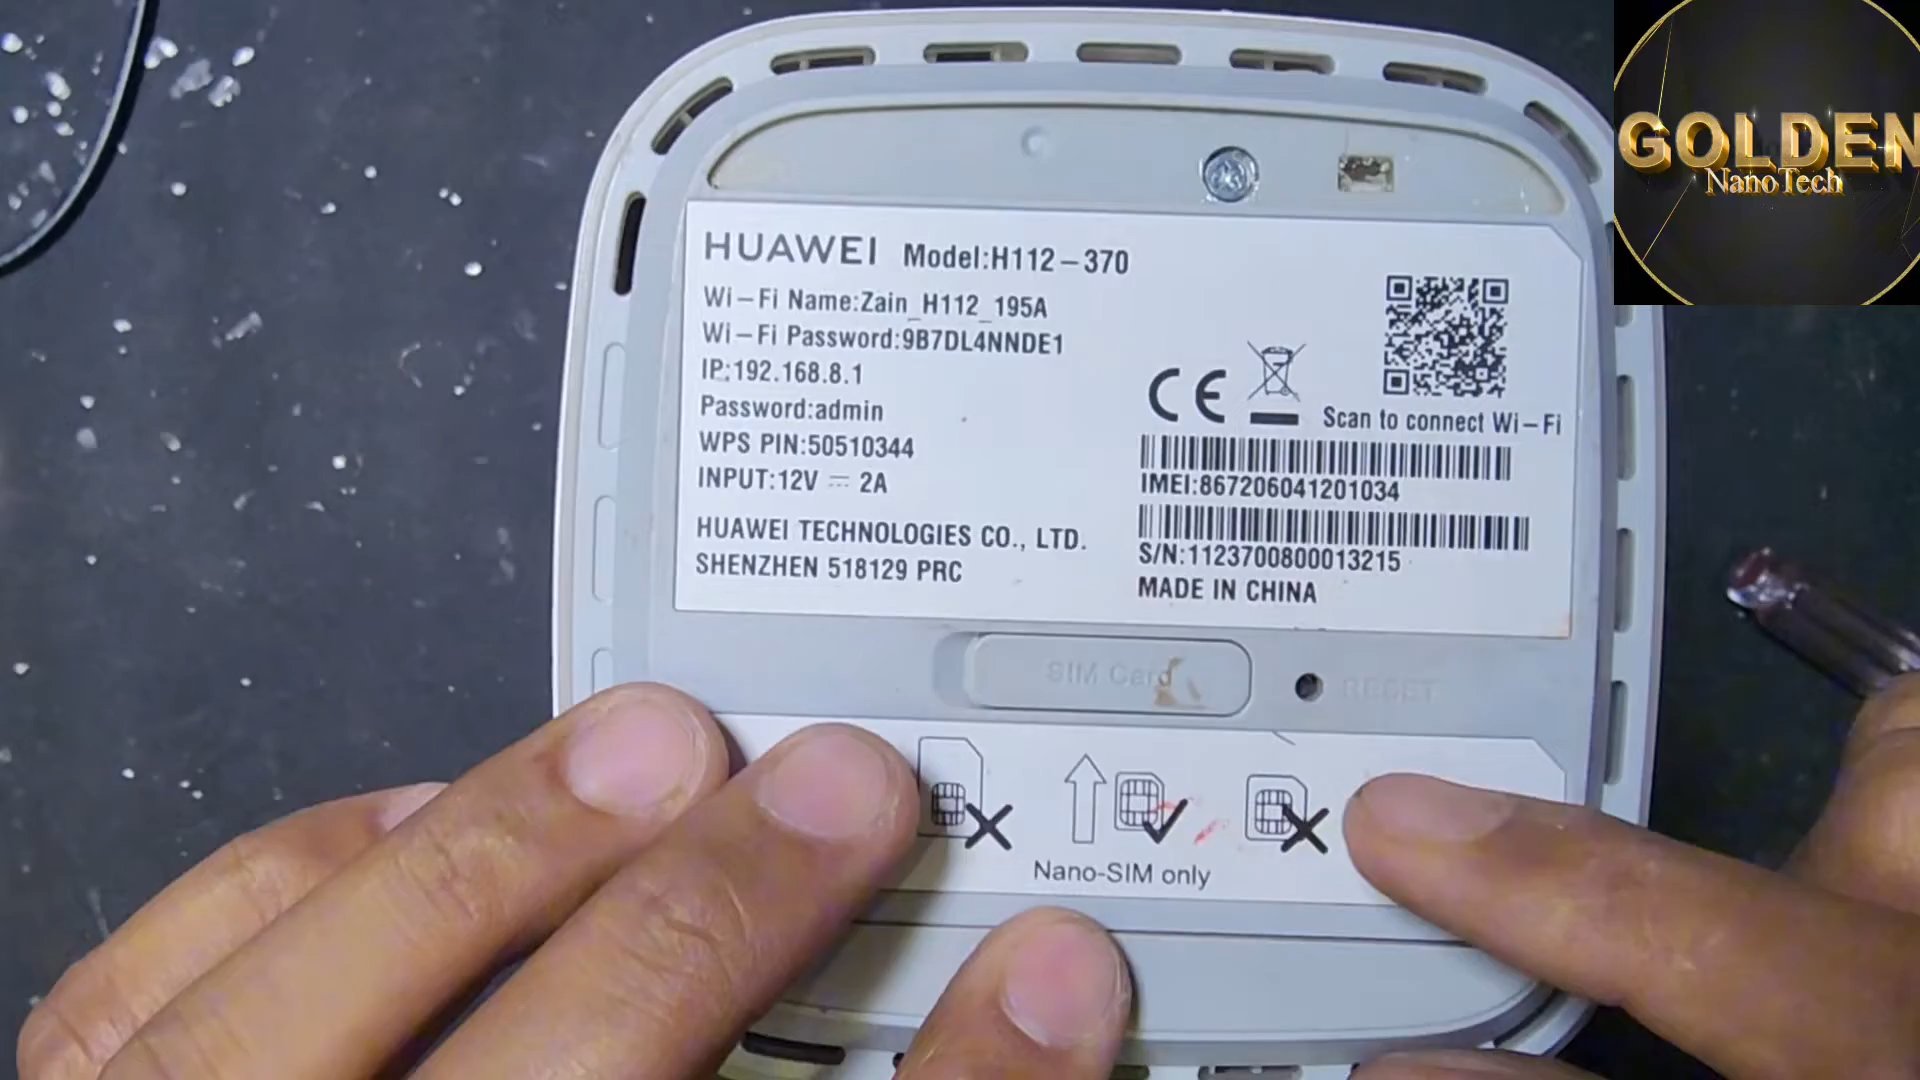 GOLDEN
NanoTech
HUAWEI Model:H112-370
Wi-Fi Name:Zain_H112_195A
Wi-Fi Password:9B7DL4NNDE1
IP:192.168.8.1
Password:admin
WPS PIN:50510344
INPUT:12V ⎓ 2A
HUAWEI TECHNOLOGIES CO., LTD.
SHENZHEN 518129 PRC
CE
Scan to connect Wi-Fi
IMEI:867206041201034
S/N:1123700800013215
MADE IN CHINA
SIM Card
RESET
Nano-SIM only